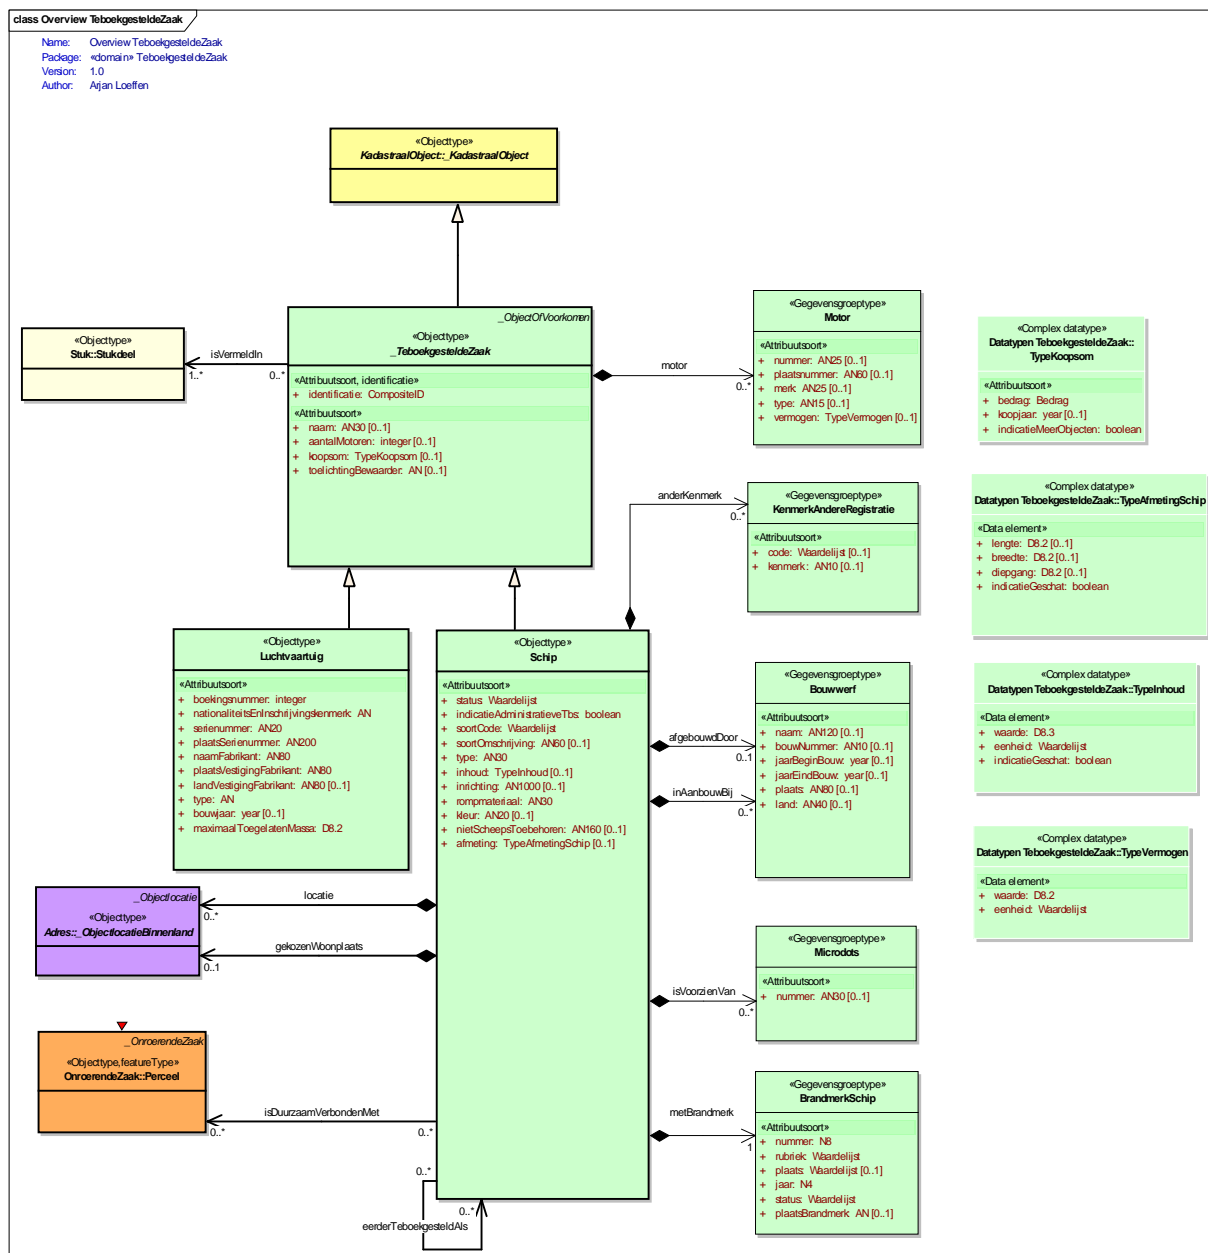 class Overview TeboekgesteldeZaak
Name: Overview TeboekgesteldeZaak
Package: «domain» TeboekgesteldeZaak
Version: 1.0
Author: Arjan Loeffen
«Objecttype»
KadastraalObject::_KadastraalObject
_ObjectOfVoorkomen
«Objecttype»
_TeboekgesteldeZaak
«Attribuutsoort, identificatie»
+ identificatie: CompositeID
«Attribuutsoort»
+ naam: AN30 [0..1]
+ aantalMotoren: integer [0..1]
+ koopsom: TypeKoopsom [0..1]
+ toelichtingBewaarder: AN [0..1]
«Objecttype»
Stuk::Stukdeel
isVermeldIn
1..*
0..*
motor
0..*
«Gegevensgroeptype»
Motor
«Attribuutsoort»
+ nummer: AN25 [0..1]
+ plaatsnummer: AN60 [0..1]
+ merk: AN25 [0..1]
+ type: AN15 [0..1]
+ vermogen: TypeVermogen [0..1]
«Complex datatype»
Datatypen TeboekgesteldeZaak::
TypeKoopsom
«Attribuutsoort»
+ bedrag: Bedrag
+ koopjaar: year [0..1]
+ indicatieMeerObjecten: boolean
anderKenmerk
0..*
«Gegevensgroeptype»
KenmerkAndereRegistratie
«Attribuutsoort»
+ code: Waardelijst [0..1]
+ kenmerk: AN10 [0..1]
«Complex datatype»
Datatypen TeboekgesteldeZaak::TypeAfmetingSchip
«Data element»
+ lengte: D8.2 [0..1]
+ breedte: D8.2 [0..1]
+ diepgang: D8.2 [0..1]
+ indicatieGeschat: boolean
«Objecttype»
Luchtvaartuig
«Attribuutsoort»
+ boekingsnummer: integer
+ nationaliteitsEnInschrijvingskenmerk: AN
+ serienummer: AN20
+ plaatsSerienummer: AN200
+ naamFabrikant: AN80
+ plaatsVestigingFabrikant: AN80
+ landVestigingFabrikant: AN80 [0..1]
+ type: AN
+ bouwjaar: year [0..1]
+ maximaalToegelatenMassa: D8.2
«Objecttype»
Schip
«Attribuutsoort»
+ status: Waardelijst
+ indicatieAdministratieveTbs: boolean
+ soortCode: Waardelijst
+ soortOmschrijving: AN60 [0..1]
+ type: AN30
+ inhoud: TypeInhoud [0..1]
+ inrichting: AN1000 [0..1]
+ rompmateriaal: AN30
+ kleur: AN20 [0..1]
+ nietScheepsToebehoren: AN160 [0..1]
+ afmeting: TypeAfmetingSchip [0..1]
afgebouwdDoor
0..1
inAanbouwBij
0..*
«Gegevensgroeptype»
Bouwwerf
«Attribuutsoort»
+ naam: AN120 [0..1]
+ bouwNummer: AN10 [0..1]
+ jaarBeginBouw: year [0..1]
+ jaarEindBouw: year [0..1]
+ plaats: AN80 [0..1]
+ land: AN40 [0..1]
«Complex datatype»
Datatypen TeboekgesteldeZaak::TypeInhoud
«Data element»
+ waarde: D8.3
+ eenheid: Waardelijst
+ indicatieGeschat: boolean
«Complex datatype»
Datatypen TeboekgesteldeZaak::TypeVermogen
«Data element»
+ waarde: D8.2
+ eenheid: Waardelijst
_Objectlocatie
«Objecttype»
Adres::_ObjectlocatieBinnenland
locatie
0..*
gekozenWoonplaats
0..1
isVoorzienVan
0..*
«Gegevensgroeptype»
Microdots
«Attribuutsoort»
+ nummer: AN30 [0..1]
_OnroerendeZaak
«Objecttype,featureType»
OnroerendeZaak::Perceel
isDuurzaamVerbondenMet
0..*
0..*
metBrandmerk
1
«Gegevensgroeptype»
BrandmerkSchip
«Attribuutsoort»
+ nummer: N8
+ rubriek: Waardelijst
+ plaats: Waardelijst [0..1]
+ jaar: N4
+ status: Waardelijst
+ plaatsBrandmerk: AN [0..1]
0..*
0..*
eerderTeboekgesteldAls